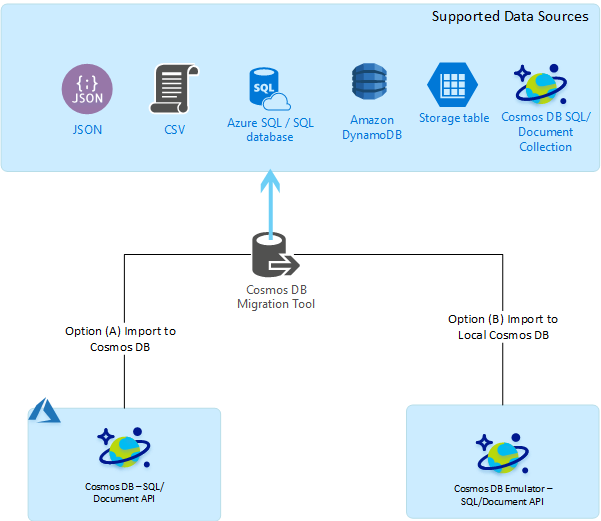 Supported Data Sources
{;}
JSON
SQL
JSON
CSV
Azure SQL / SQL
database
Amazon
DynamoDB
Storage table
Cosmos DB SQL/
Document
Collection
Cosmos DB
Migration Tool
Option (A) Import to
Cosmos DB
Option (B) Import to
Local Cosmos DB
Cosmos DB – SQL/
Document API
Cosmos DB Emulator –
SQL/Document API